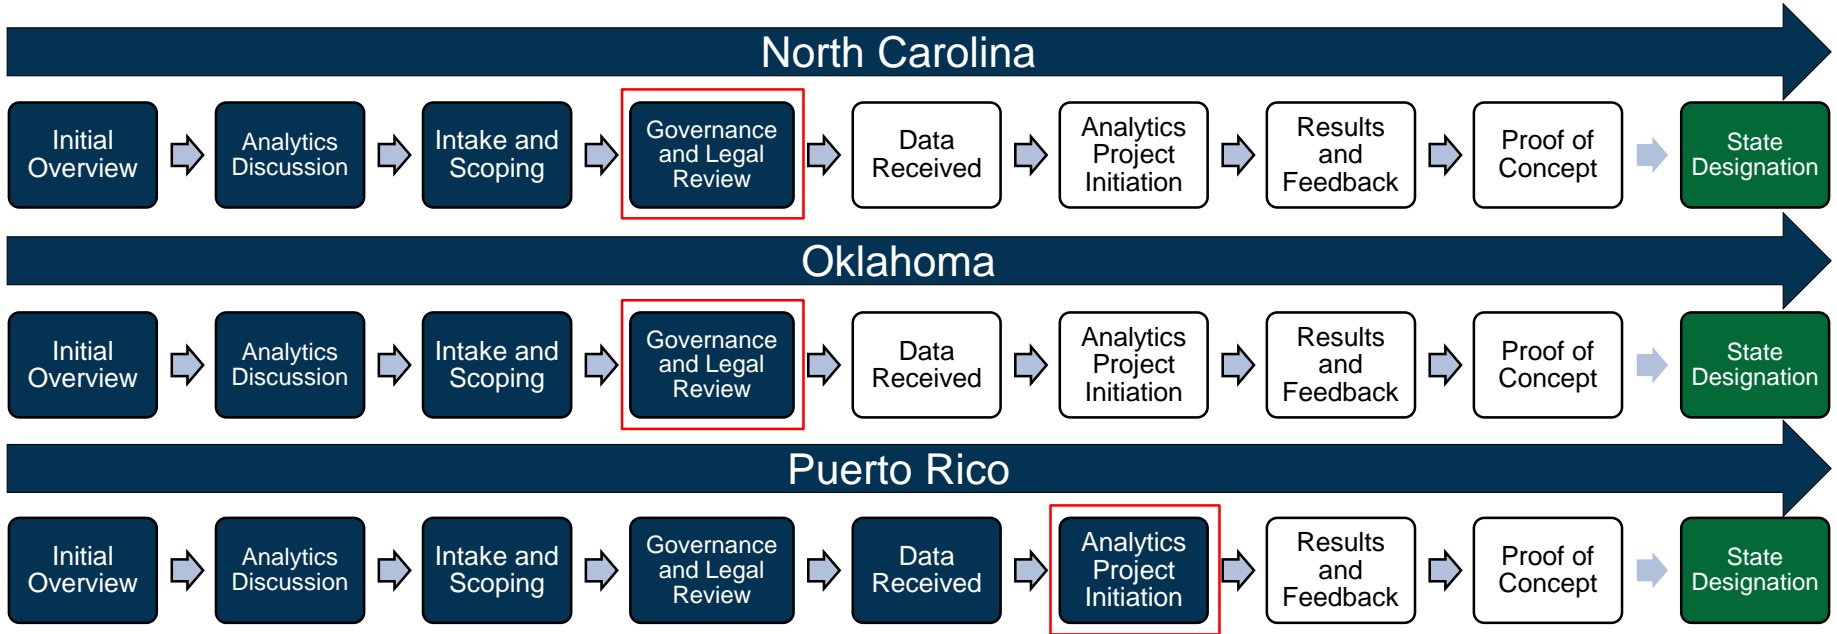 North Carolina
Initial
Overview
Analytics
Discussion
Intake and
Scoping
Governance
and Legal
Review
Data
Received
Analytics
Project
Initiation
Results
and
Feedback
Proof of
Concept
State
Designation
Oklahoma
Initial
Overview
Analytics
Discussion
Intake and
Scoping
Governance
and Legal
Review
Data
Received
Analytics
Project
Initiation
Results
and
Feedback
Proof of
Concept
State
Designation
Puerto Rico
Initial
Overview
Analytics
Discussion
Intake and
Scoping
Governance
and Legal
Review
Data
Received
Analytics
Project
Initiation
Results
and
Feedback
Proof of
Concept
State
Designation